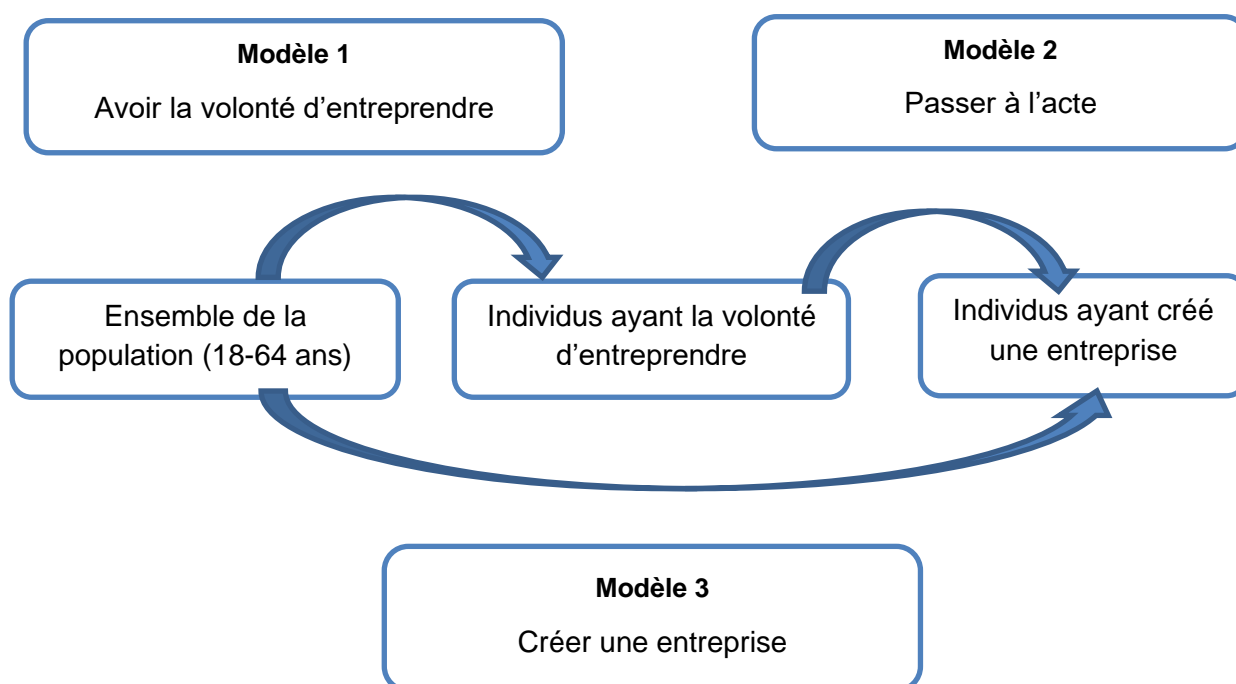 Modèle 1
Avoir la volonté d’entreprendre
Modèle 2
Passer à l’acte
Ensemble de la
population (18-64 ans)
Individus ayant la volonté
d’entreprendre
Individus ayant créé
une entreprise
Modèle 3
Créer une entreprise